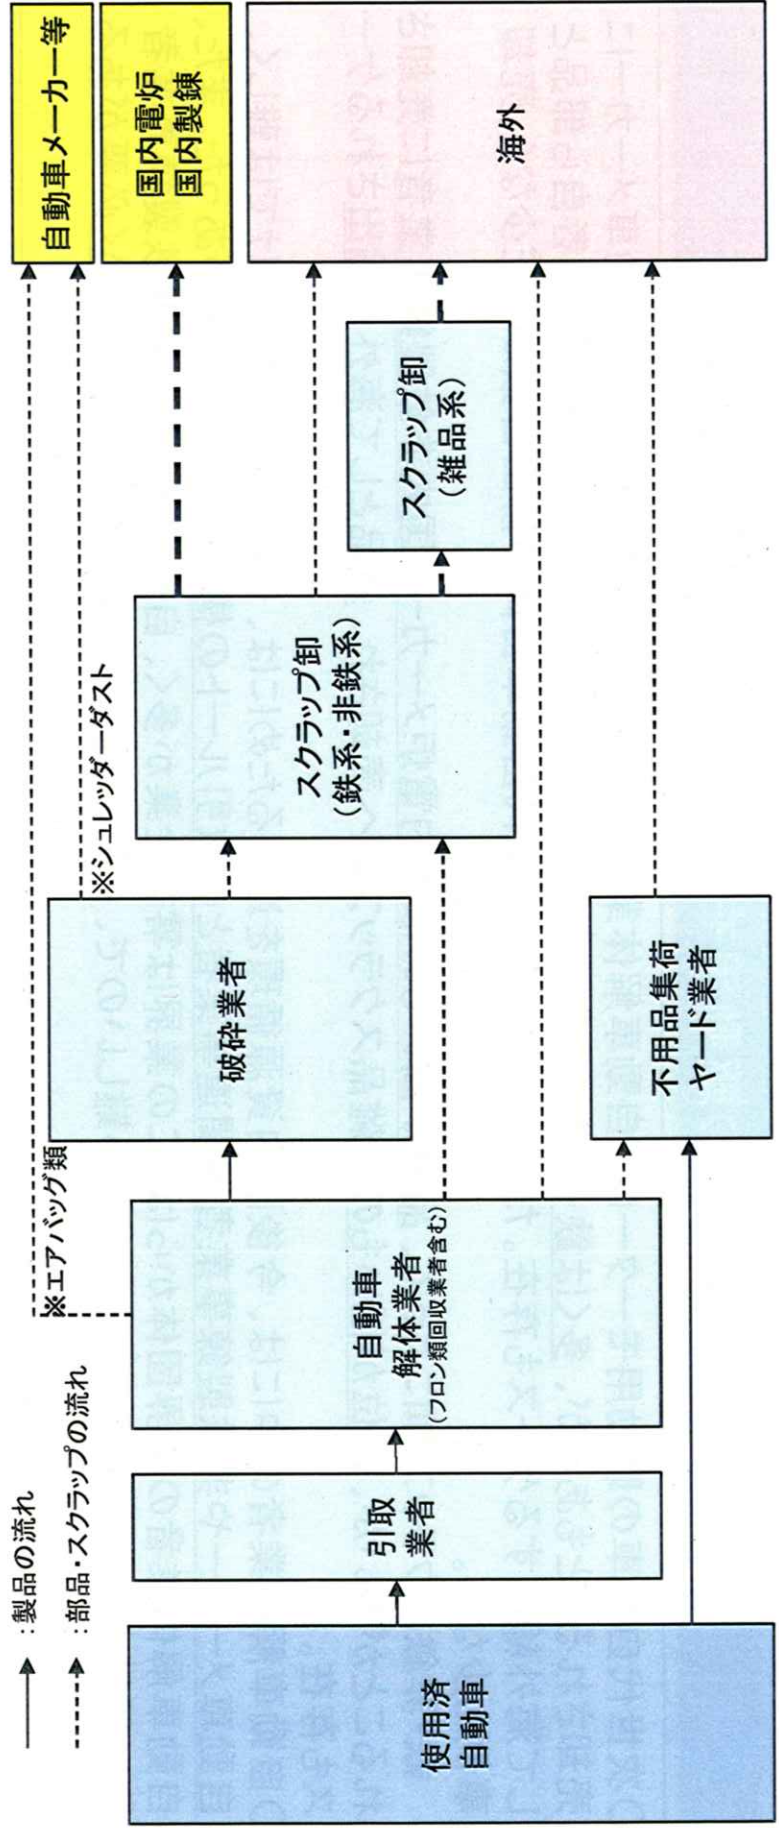 :製品の流れ
:部品・スクラップの流れ
使用済
自動車
引取
業者
自動車
解体業者
(フロン類回収業者含む)
※エアバッグ類
破砕業者
※シュレッダーダスト
不用品集荷
ヤード業者
スクラップ卸
(鉄系・非鉄系)
スクラップ卸
(雑品系)
自動車メーカー等
国内電炉
国内製錬
海外